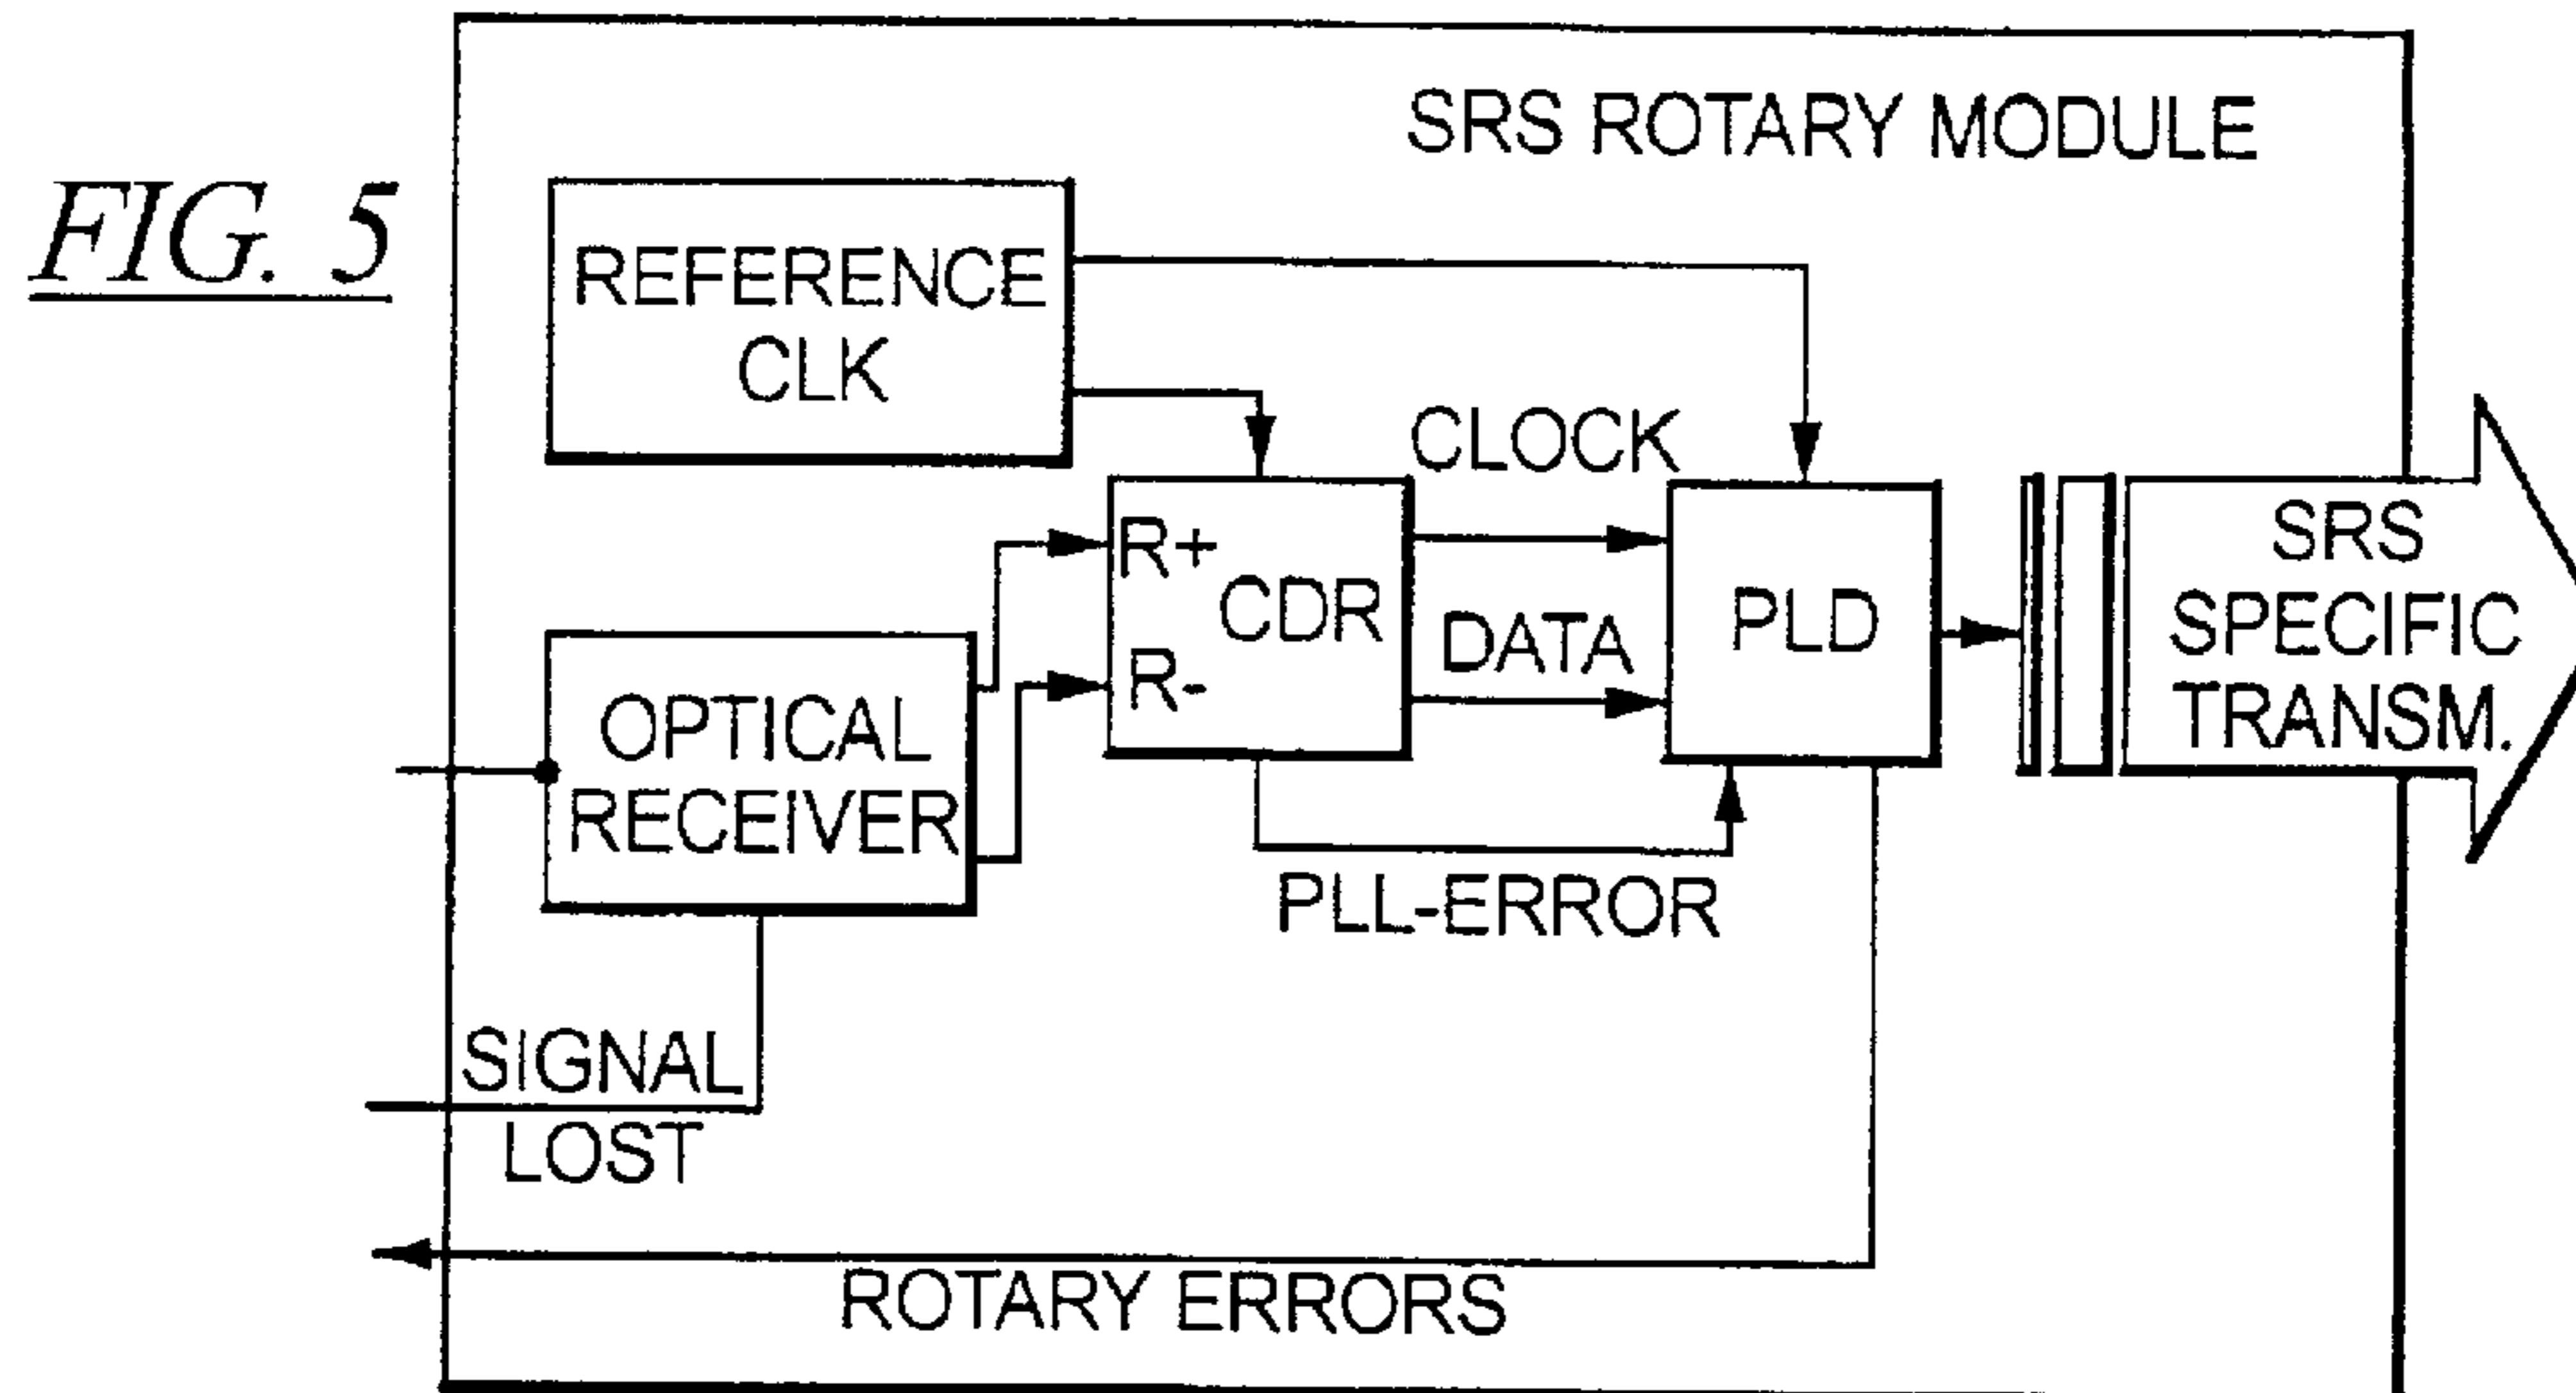 FIG. 5
SRS ROTARY MODULE
REFERENCE
CLK
CLOCK
R+
CDR
R-
DATA
PLD
SRS
SPECIFIC
TRANSM.
OPTICAL
RECEIVER
PLL-ERROR
SIGNAL
LOST
ROTARY ERRORS